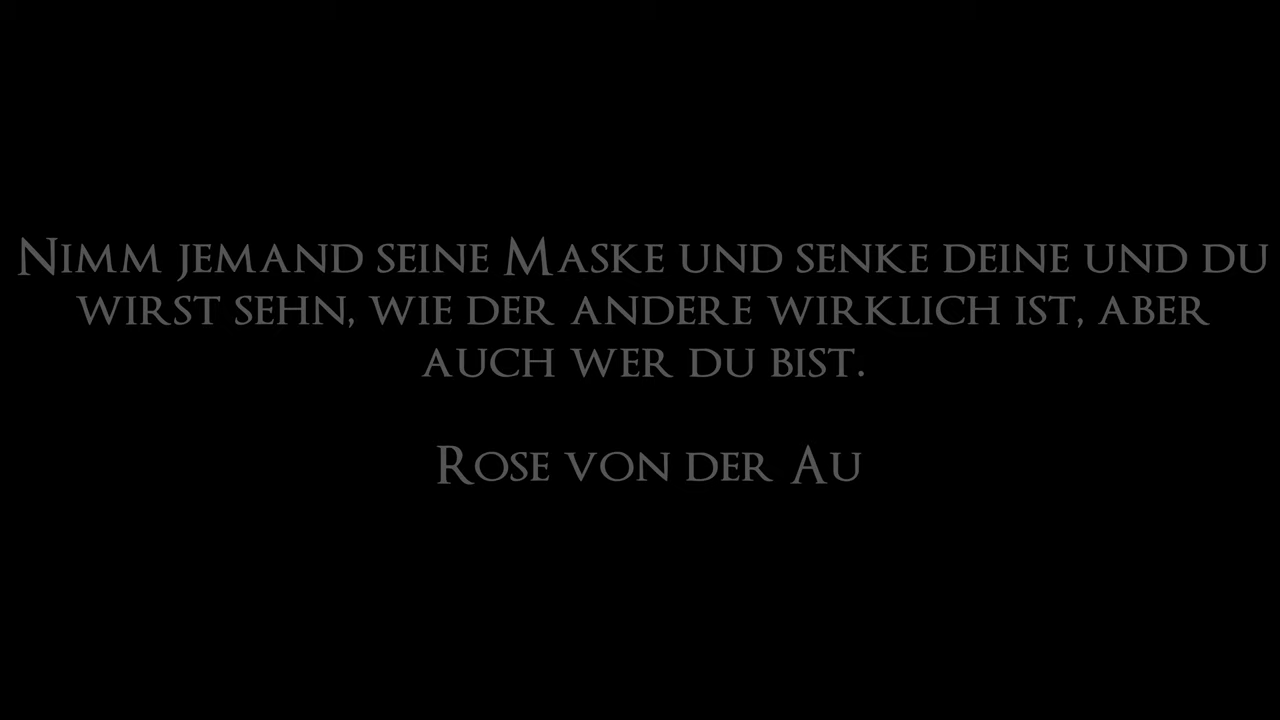 Nimm jemand seine Maske und senke deine und du
wirst sehn, wie der andere wirklich ist, aber
auch wer du bist.
Rose von der Au